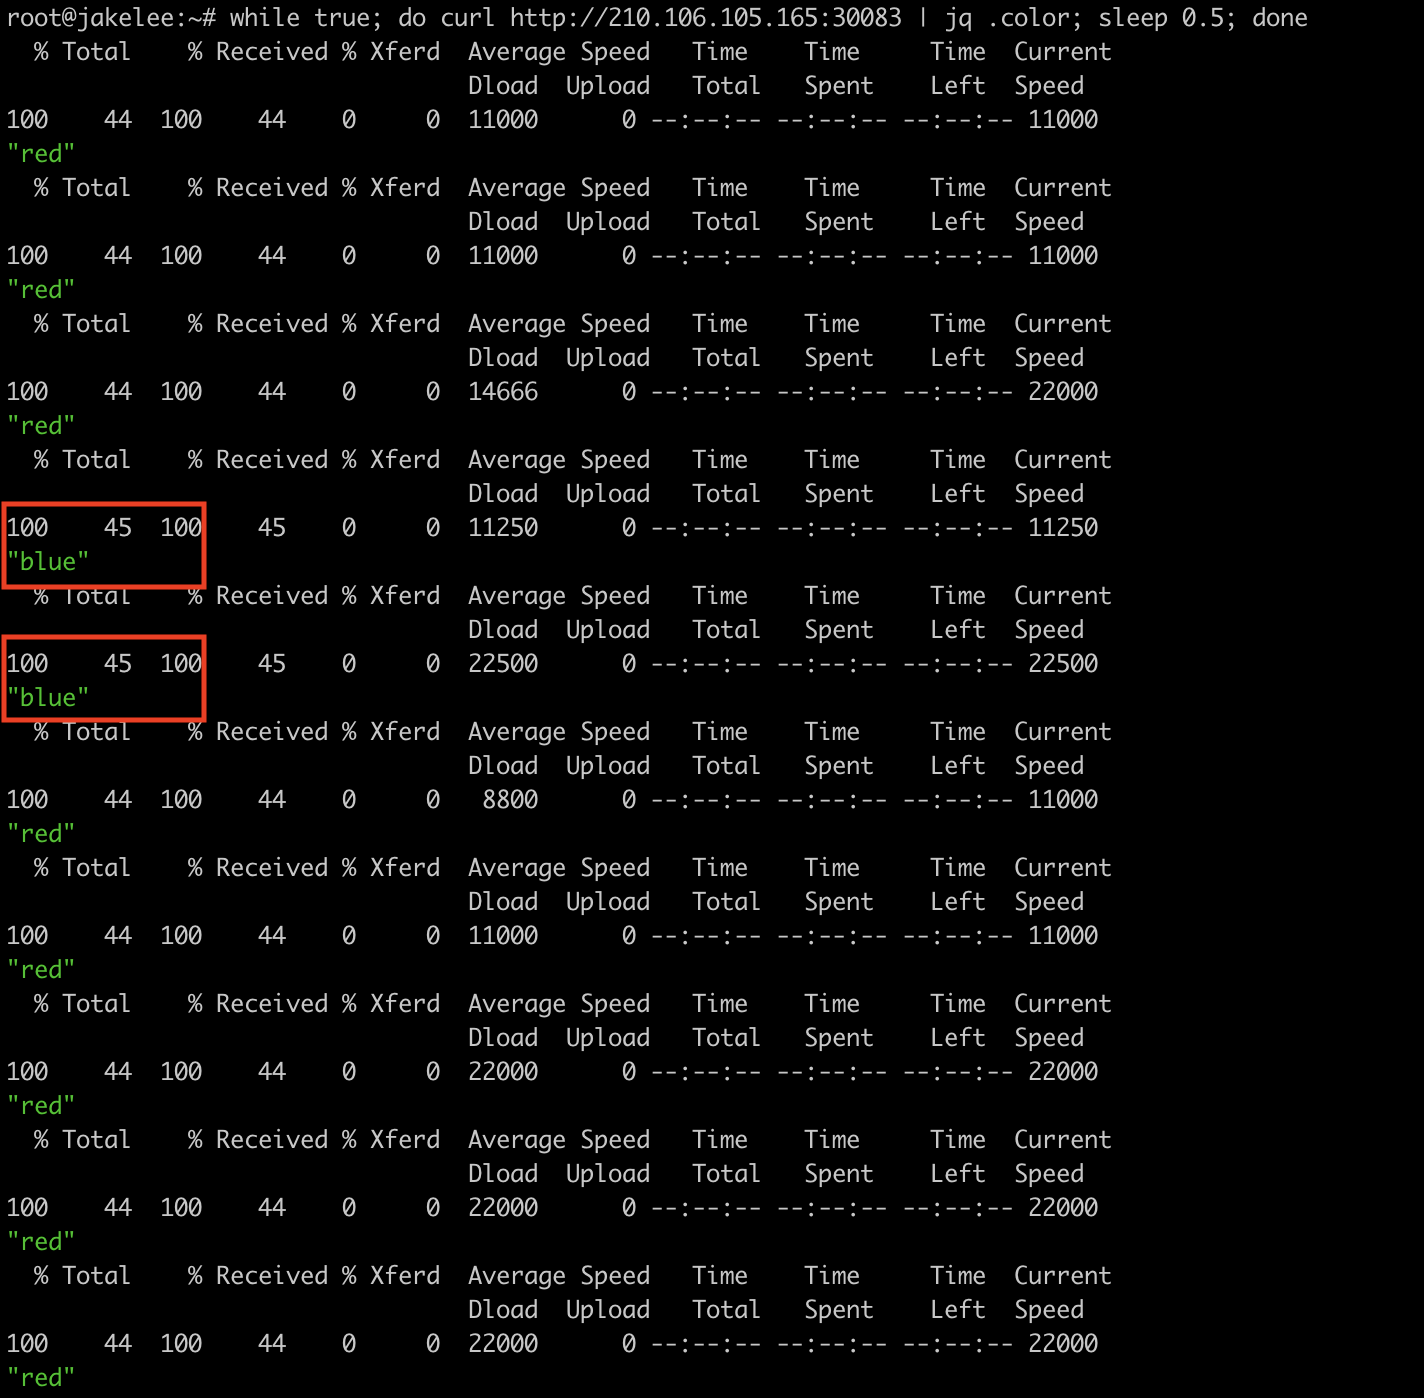 root@jakelee:~# while true; do curl http://210.106.105.165:30083 | jq .color; sleep 0.5; done
  % Total    % Received % Xferd  Average Speed   Time    Time     Time  Current
                                 Dload  Upload   Total   Spent    Left  Speed
100    44  100    44    0     0  11000      0 --:--:-- --:--:-- --:--:-- 11000
"red"
  % Total    % Received % Xferd  Average Speed   Time    Time     Time  Current
                                 Dload  Upload   Total   Spent    Left  Speed
100    44  100    44    0     0  11000      0 --:--:-- --:--:-- --:--:-- 11000
"red"
  % Total    % Received % Xferd  Average Speed   Time    Time     Time  Current
                                 Dload  Upload   Total   Spent    Left  Speed
100    44  100    44    0     0  14666      0 --:--:-- --:--:-- --:--:-- 22000
"red"
  % Total    % Received % Xferd  Average Speed   Time    Time     Time  Current
                                 Dload  Upload   Total   Spent    Left  Speed
100    45  100    45    0     0  11250      0 --:--:-- --:--:-- --:--:-- 11250
"blue"
  % Total    % Received % Xferd  Average Speed   Time    Time     Time  Current
                                 Dload  Upload   Total   Spent    Left  Speed
100    45  100    45    0     0  22500      0 --:--:-- --:--:-- --:--:-- 22500
"blue"
  % Total    % Received % Xferd  Average Speed   Time    Time     Time  Current
                                 Dload  Upload   Total   Spent    Left  Speed
100    44  100    44    0     0   8800      0 --:--:-- --:--:-- --:--:-- 11000
"red"
  % Total    % Received % Xferd  Average Speed   Time    Time     Time  Current
                                 Dload  Upload   Total   Spent    Left  Speed
100    44  100    44    0     0  11000      0 --:--:-- --:--:-- --:--:-- 11000
"red"
  % Total    % Received % Xferd  Average Speed   Time    Time     Time  Current
                                 Dload  Upload   Total   Spent    Left  Speed
100    44  100    44    0     0  22000      0 --:--:-- --:--:-- --:--:-- 22000
"red"
  % Total    % Received % Xferd  Average Speed   Time    Time     Time  Current
                                 Dload  Upload   Total   Spent    Left  Speed
100    44  100    44    0     0  22000      0 --:--:-- --:--:-- --:--:-- 22000
"red"
  % Total    % Received % Xferd  Average Speed   Time    Time     Time  Current
                                 Dload  Upload   Total   Spent    Left  Speed
100    44  100    44    0     0  22000      0 --:--:-- --:--:-- --:--:-- 22000
"red"